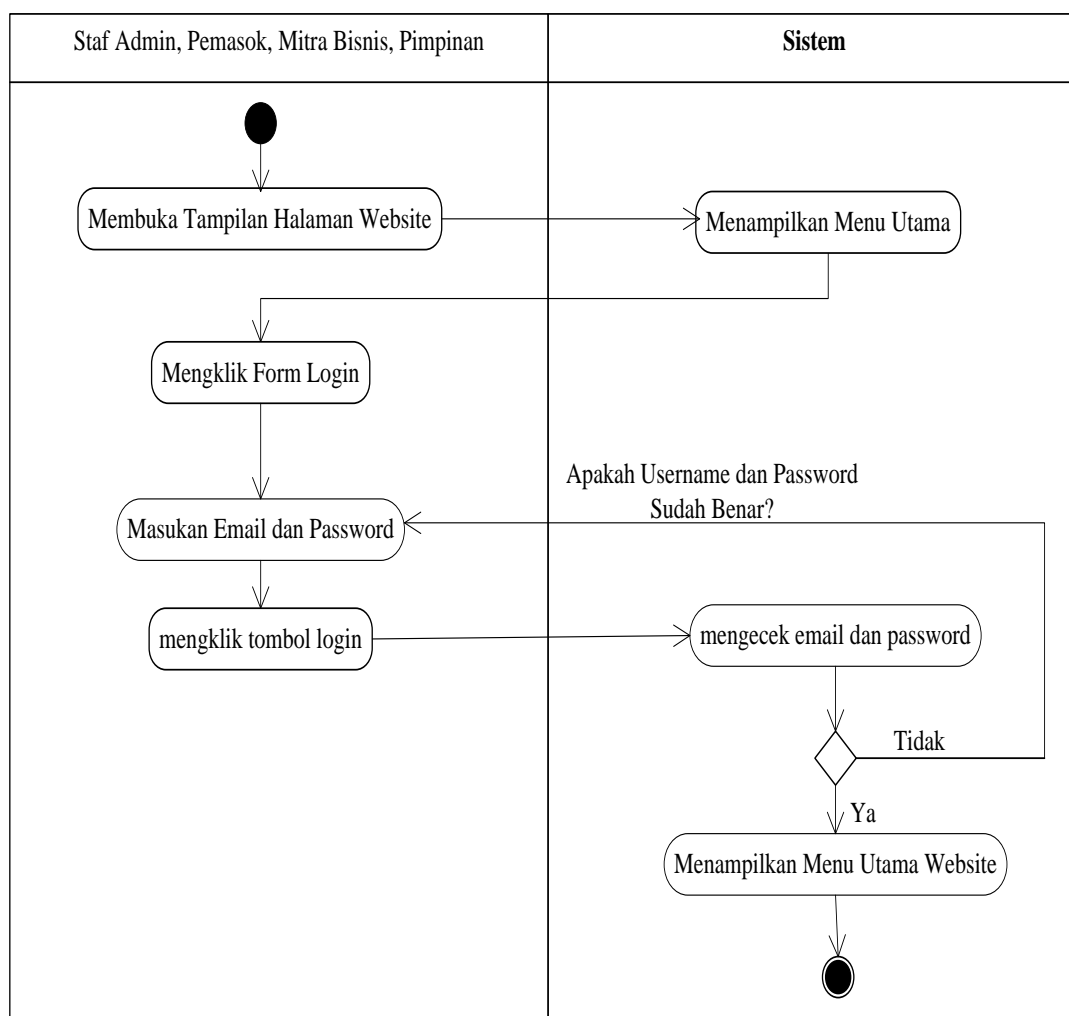 Staf Admin, Pemasok, Mitra Bisnis, Pimpinan
Sistem
Membuka Tampilan Halaman Website
Menampilkan Menu Utama
Mengklik Form Login
Apakah Username dan Password
Sudah Benar?
Masukan Email dan Password
mengklik tombol login
mengecek email dan password
Tidak
Ya
Menampilkan Menu Utama Website